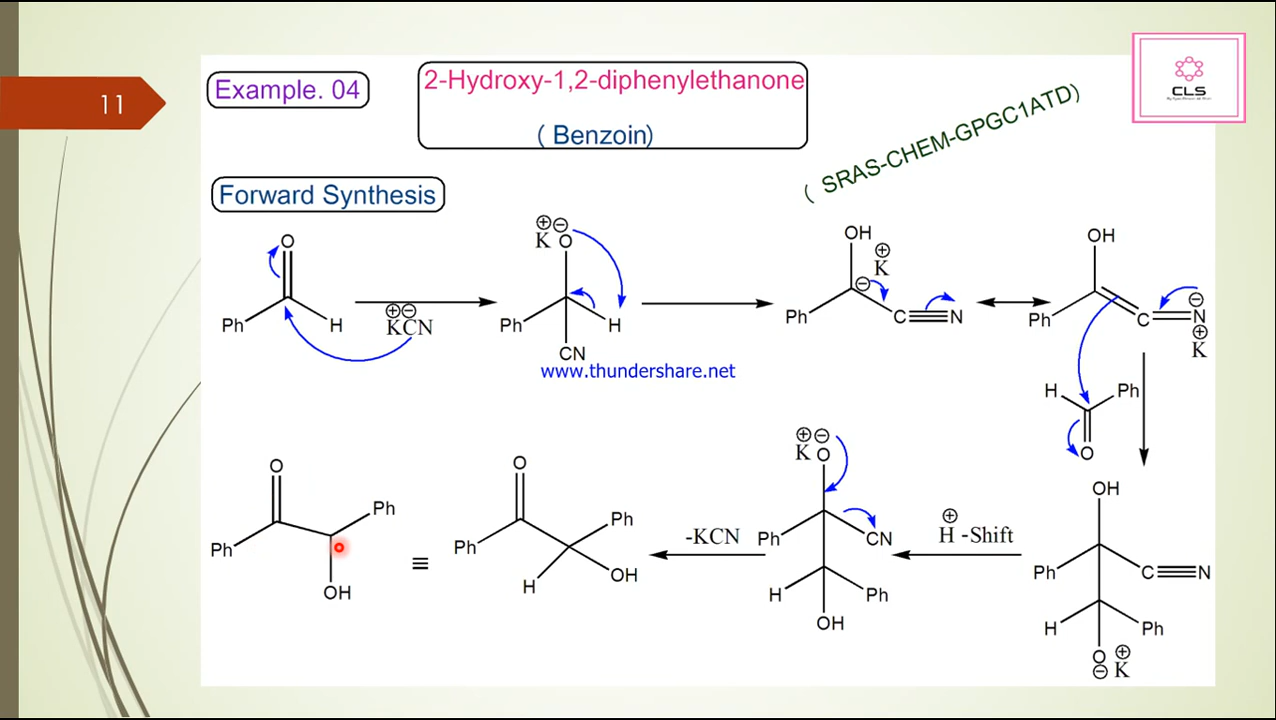 11
Example. 04
2-Hydroxy-1,2-diphenylethanone
( Benzoin)
( SRAS-CHEM-GPGC1ATD)
CLS
Forward Synthesis
O
Ph
H
⊕⊖
KCN
⊕⊖
K O
Ph
H
CN
www.thundershare.net
OH
⊕
K
⊖
Ph
C≡N
OH
Ph
C=N
⊖
⊕
K
H
Ph
O
O
Ph
Ph
OH
≡
O
Ph
Ph
H
OH
-KCN
⊕⊖
K O
Ph
CN
H
Ph
OH
⊕
H -Shift
OH
Ph
C≡N
H
Ph
O ⊕
⊖ K